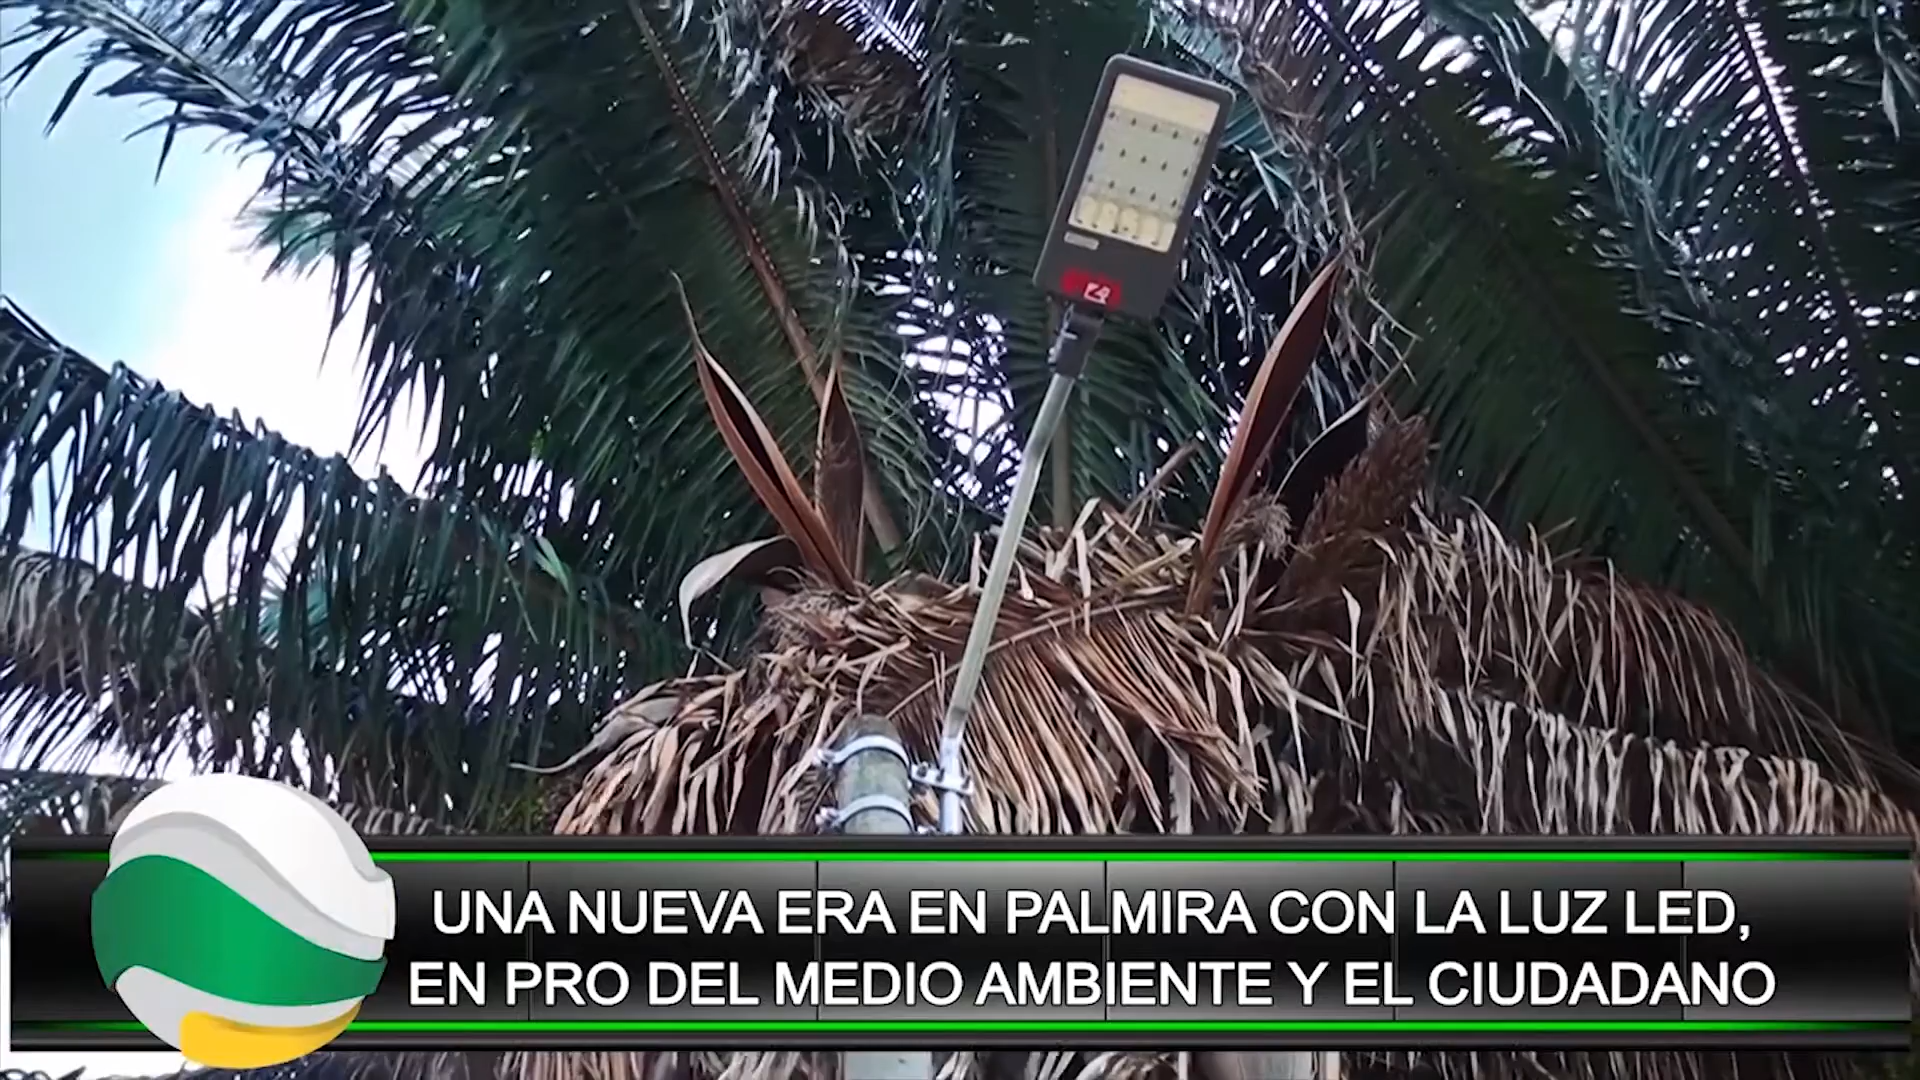 UNA NUEVA ERA EN PALMIRA CON LA LUZ LED,
EN PRO DEL MEDIO AMBIENTE Y EL CIUDADANO